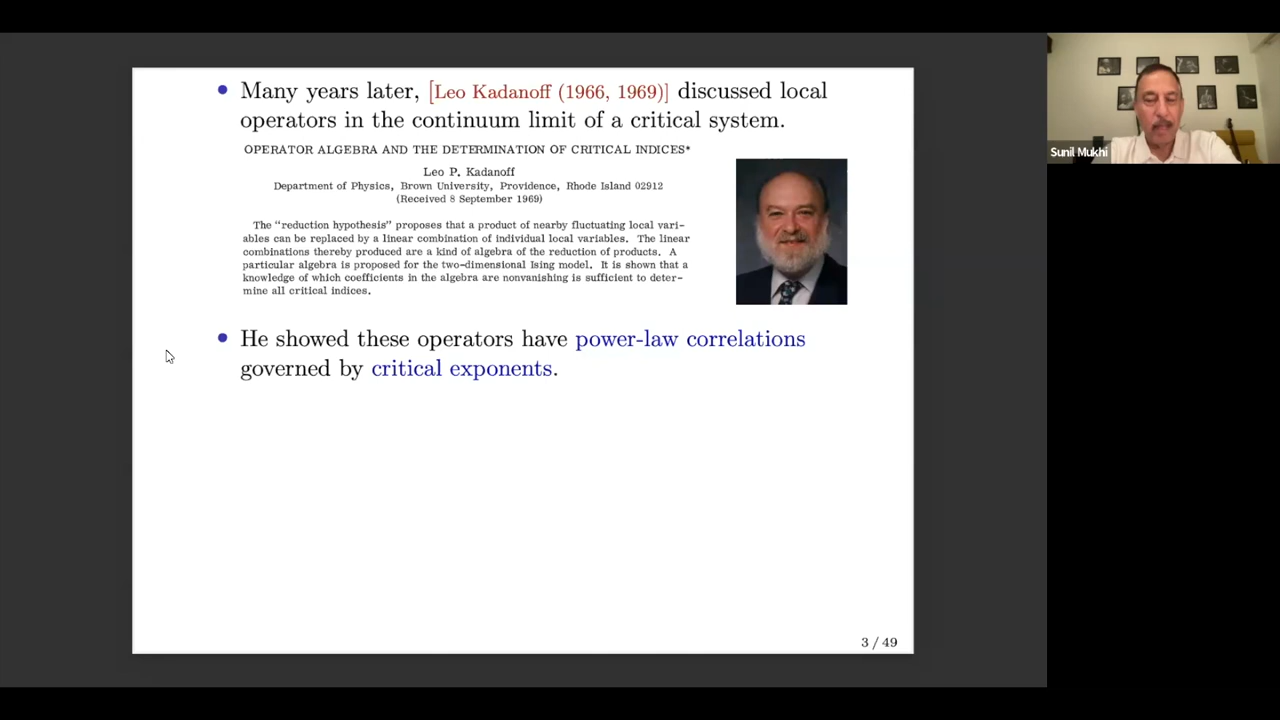 • Many years later, [Leo Kadanoff (1966, 1969)] discussed local
operators in the continuum limit of a critical system.
OPERATOR ALGEBRA AND THE DETERMINATION OF CRITICAL INDICES*
Leo P. Kadanoff
Department of Physics, Brown University, Providence, Rhode Island 02912
(Received 8 September 1969)
The “reduction hypothesis” proposes that a product of nearby fluctuating local vari-
ables can be replaced by a linear combination of individual local variables. The linear
combinations thereby produced are a kind of algebra of the reduction of products. A
particular algebra is proposed for the two-dimensional Ising model. It is shown that a
knowledge of which coefficients in the algebra are nonvanishing is sufficient to deter-
mine all critical indices.
• He showed these operators have power-law correlations
governed by critical exponents.
3 / 49
Sunil Mukhi